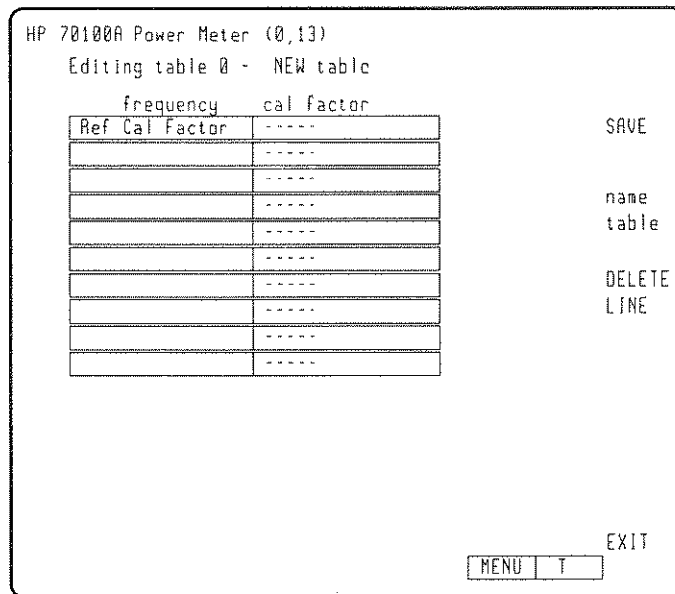 HP 70100A Power Meter (0,13)
Editing table 0 - NEW table
frequency cal factor
Ref Cal Factor -----
-----
-----
-----
-----
-----
-----
-----
-----
-----
SAVE
name
table
DELETE
LINE
EXIT
MENU T